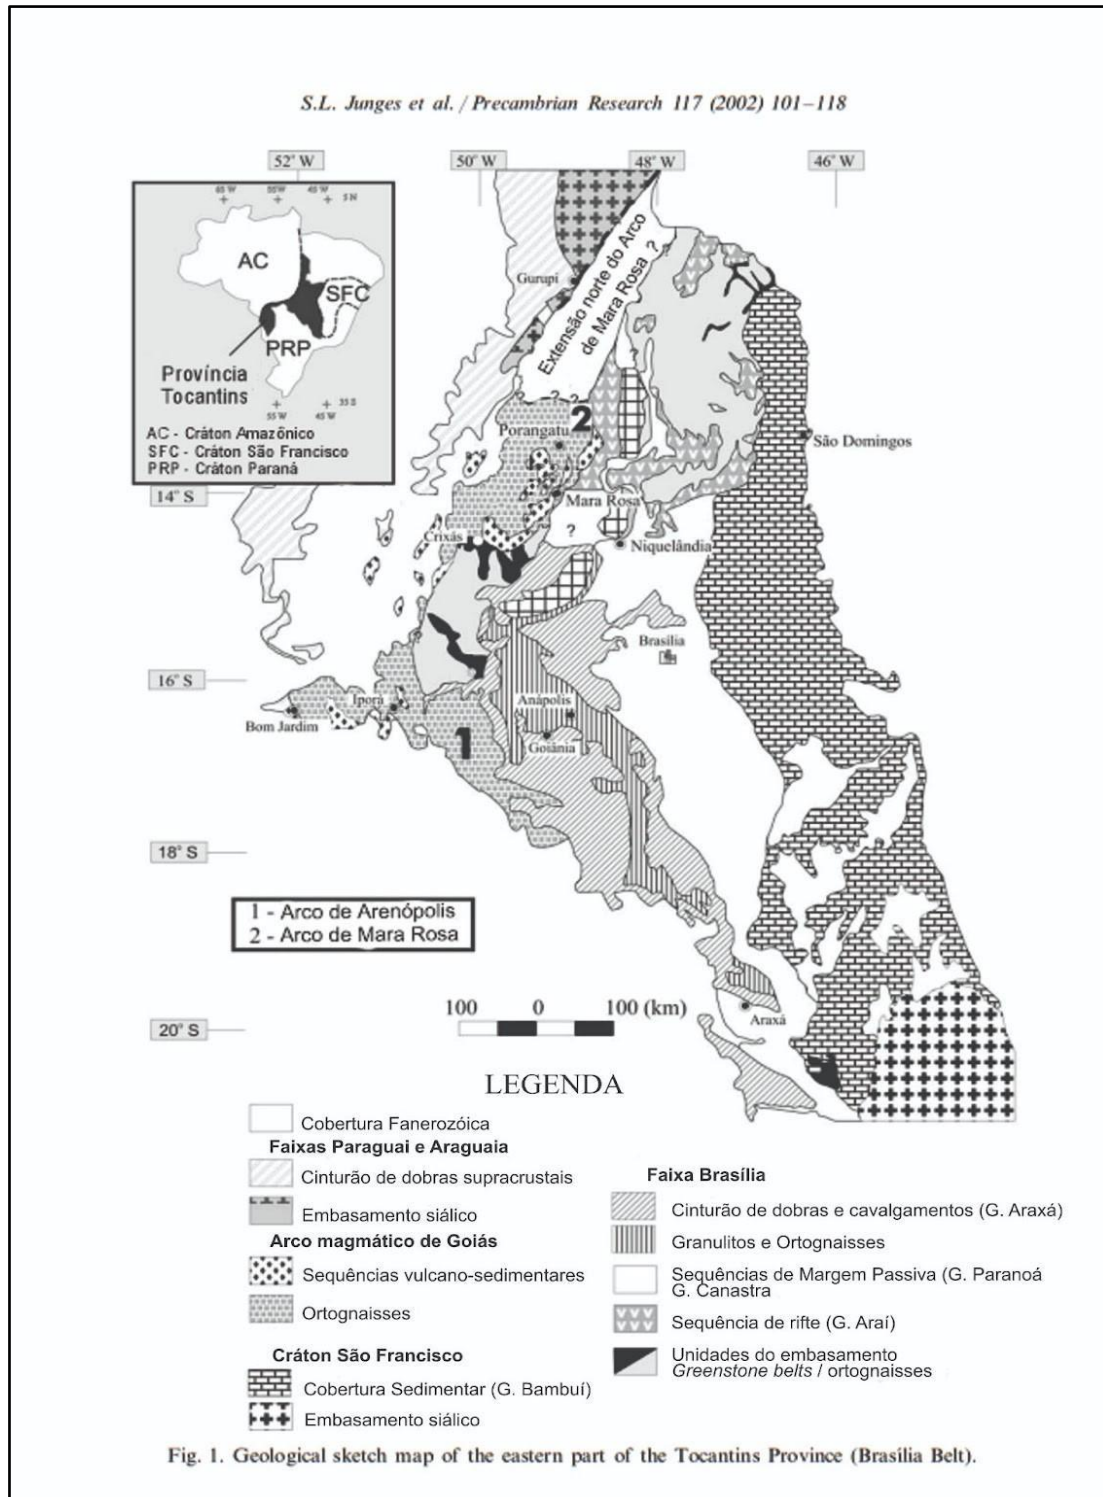 S.L. Junges et al. / Precambrian Research 117 (2002) 101–118
52° W
50° W
48° W
46° W
45 W
5 N
AC
SFC
PRP
Província
Tocantins
55 W
45 W
35 S
AC - Cráton Amazônico
SFC - Cráton São Francisco
PRP - Cráton Paraná
Gurupi
Extensão norte do Arco
de Mara Rosa
?
?
?
?
2
Porangatu
São Domingos
14° S
Mara Rosa
?
Crixás
Niquelândia
Brasília
16° S
Iporá
Anápolis
Bom Jardim
1
Goiânia
18° S
1 - Arco de Arenópolis
2 - Arco de Mara Rosa
100 0 100 (km)
20° S
Araxá
LEGENDA
Cobertura Fanerozóica
Faixas Paraguai e Araguaia
Cinturão de dobras supracrustais
Embasamento siálico
Arco magmático de Goiás
Sequências vulcano-sedimentares
Ortognaisses
Cráton São Francisco
Cobertura Sedimentar (G. Bambuí)
Embasamento siálico
Faixa Brasília
Cinturão de dobras e cavalgamentos (G. Araxá)
Granulitos e Ortognaisses
Sequências de Margem Passiva (G. Paranoá
G. Canastra
Sequência de rifte (G. Araí)
Unidades do embasamento
Greenstone belts / ortognaisses
Fig. 1. Geological sketch map of the eastern part of the Tocantins Province (Brasília Belt).